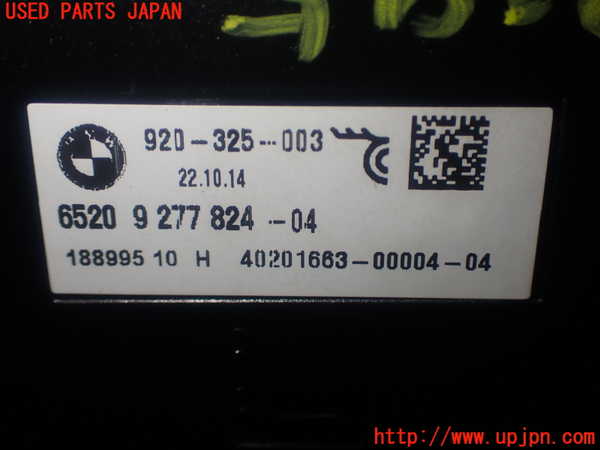 USED PARTS JAPAN
920-325-003
22.10.14
6520 9 277 824 -04
188995 10 H 40201663-00004-04
http://www.upjpn.com/